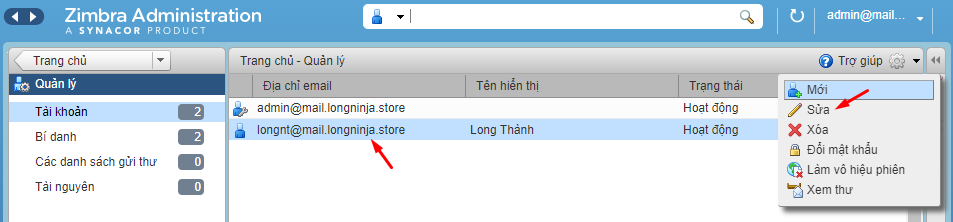 Zimbra Administration
A SYNACOR PRODUCT
admin@mail...
Trang chủ
Trang chủ - Quản lý
Trợ giúp
Quản lý
Địa chỉ email
Tên hiển thị
Trạng thái
Tài khoản 2
admin@mail.longninja.store
Hoạt động
Bí danh 2
longnt@mail.longninja.store
Long Thành
Hoạt động
Các danh sách gửi thư 0
Tài nguyên 0
Mới
Sửa
Xóa
Đổi mật khẩu
Làm vô hiệu phiên
Xem thư